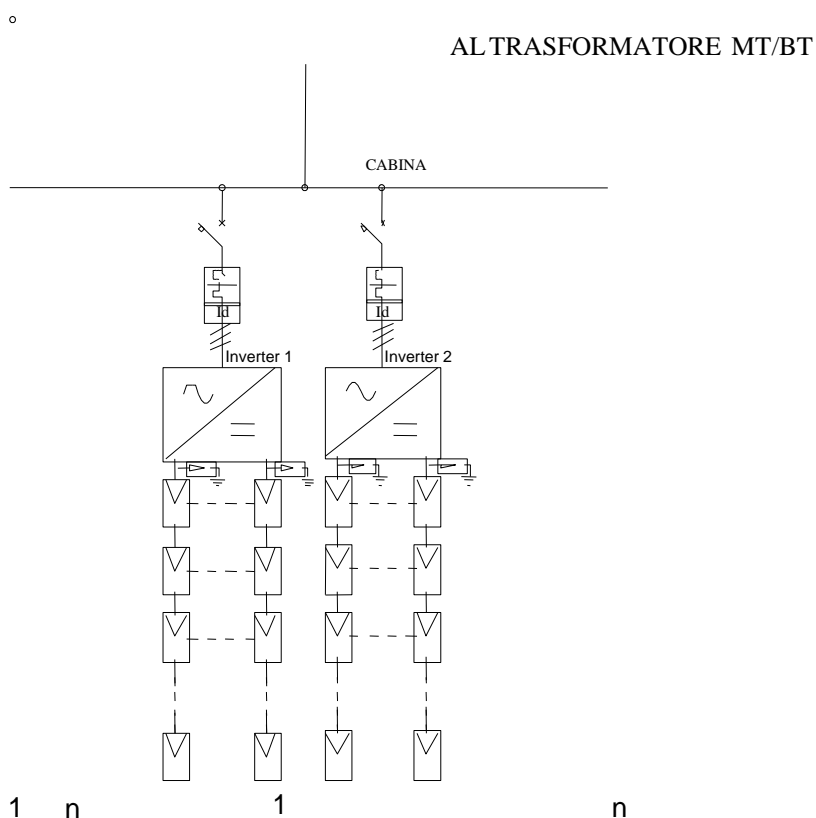 AL TRASFORMATORE MT/BT
CABINA
Id Id
Inverter 1 Inverter 2
1 n 1 n